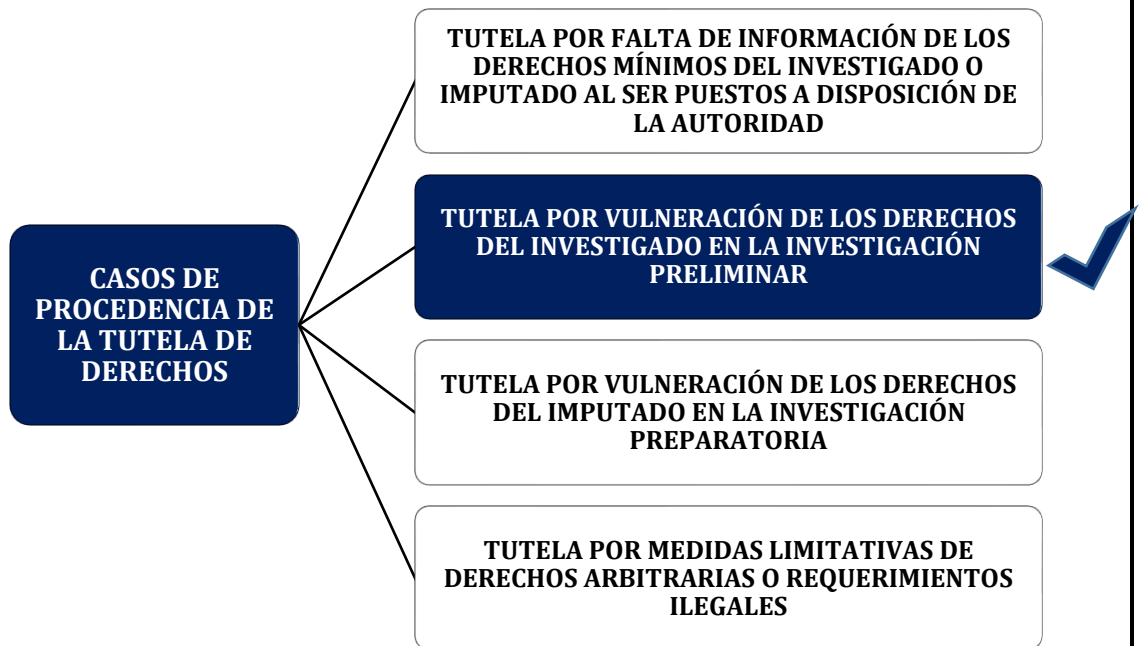 CASOS DE
PROCEDENCIA DE
LA TUTELA DE
DERECHOS
TUTELA POR FALTA DE INFORMACIÓN DE LOS
DERECHOS MÍNIMOS DEL INVESTIGADO O
IMPUTADO AL SER PUESTOS A DISPOSICIÓN DE
LA AUTORIDAD
TUTELA POR VULNERACIÓN DE LOS DERECHOS
DEL INVESTIGADO EN LA INVESTIGACIÓN
PRELIMINAR
TUTELA POR VULNERACIÓN DE LOS DERECHOS
DEL IMPUTADO EN LA INVESTIGACIÓN
PREPARATORIA
TUTELA POR MEDIDAS LIMITATIVAS DE
DERECHOS ARBITRARIAS O REQUERIMIENTOS
ILEGALES